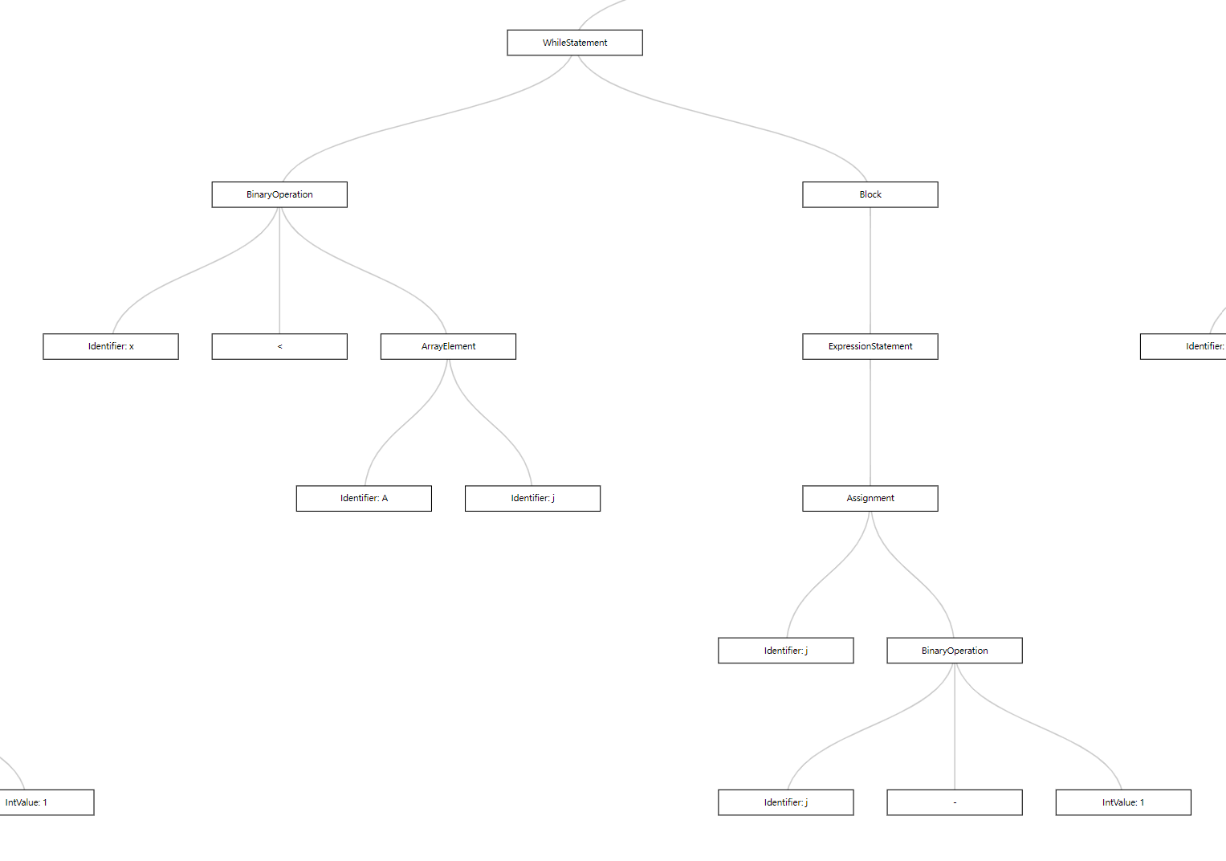 WhileStatement
BinaryOperation
Block
Identifier: x
<
ArrayElement
ExpressionStatement
Identifier:
Identifier: A
Identifier: j
Assignment
Identifier: j
BinaryOperation
IntValue: 1
Identifier: j
-
IntValue: 1